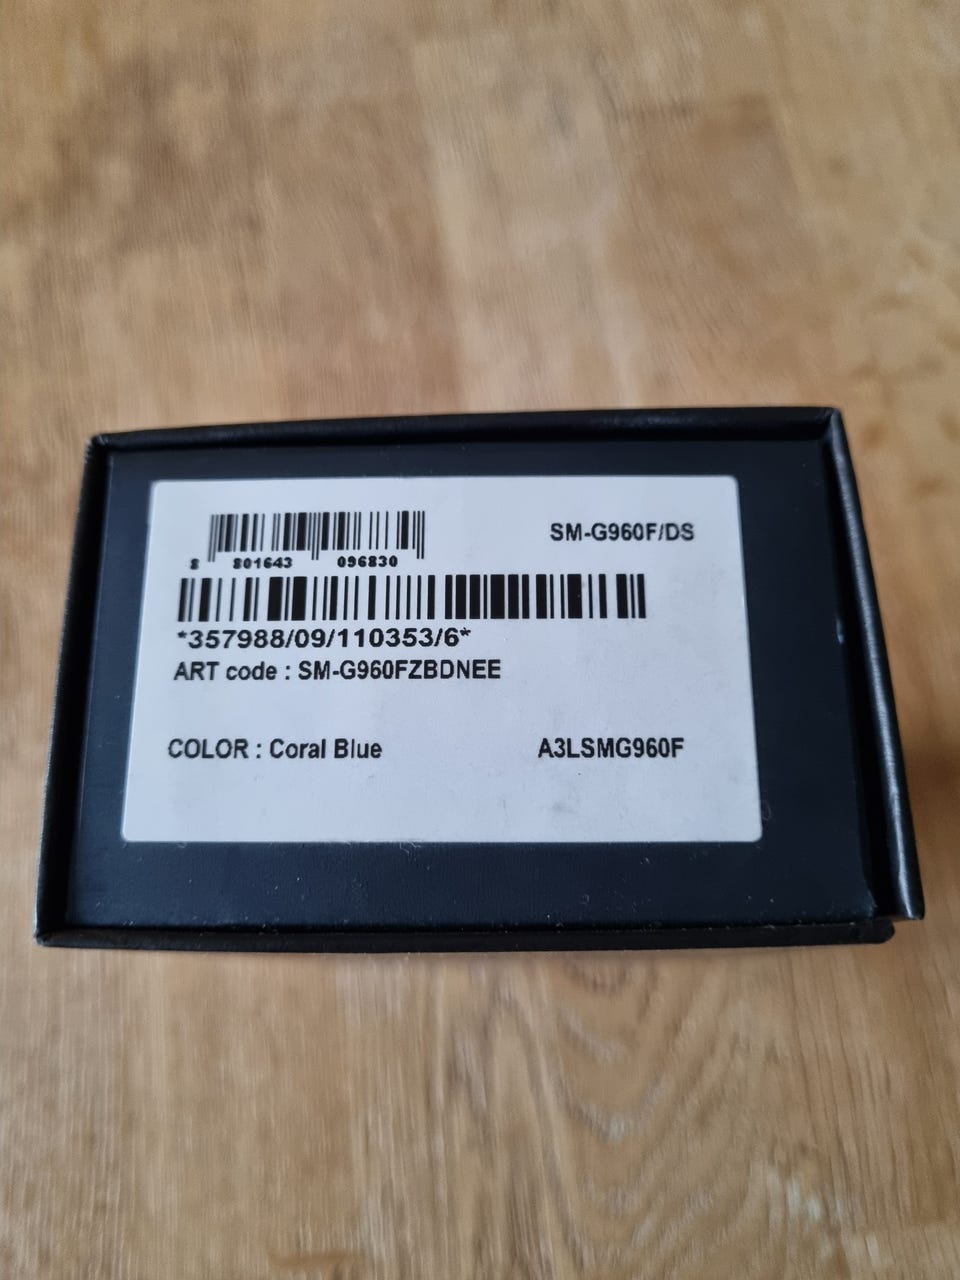 SM-G960F/DS
8 801643 096830
*357988/09/110353/6*
ART code : SM-G960FZBDNEE
COLOR : Coral Blue
A3LSMG960F